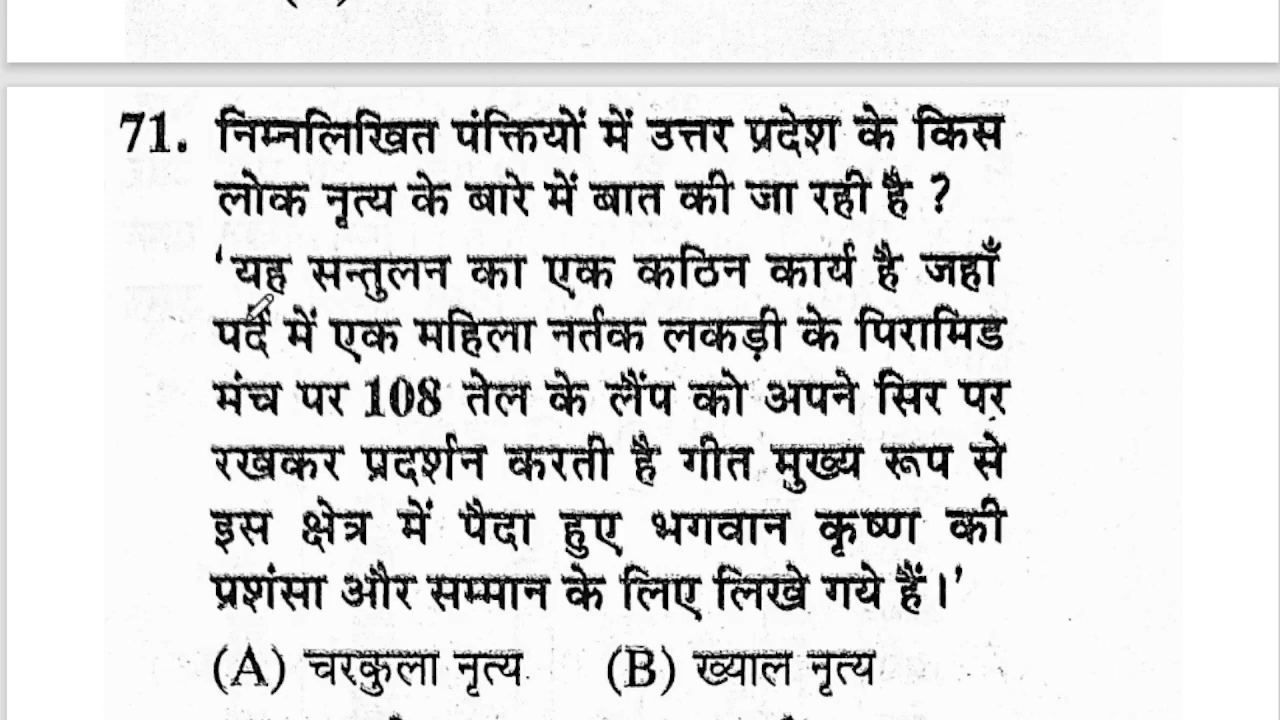 71. निम्नलिखित पंक्तियों में उत्तर प्रदेश के किस
लोक नृत्य के बारे में बात की जा रही है ?
‘यह सन्तुलन का एक कठिन कार्य है जहाँ
पर्दे में एक महिला नर्तक लकड़ी के पिरामिड
मंच पर 108 तेल के लैंप को अपने सिर पर
रखकर प्रदर्शन करती है गीत मुख्य रूप से
इस क्षेत्र में पैदा हुए भगवान कृष्ण की
प्रशंसा और सम्मान के लिए लिखे गये हैं।’
(A) चरकुला नृत्य (B) ख्याल नृत्य